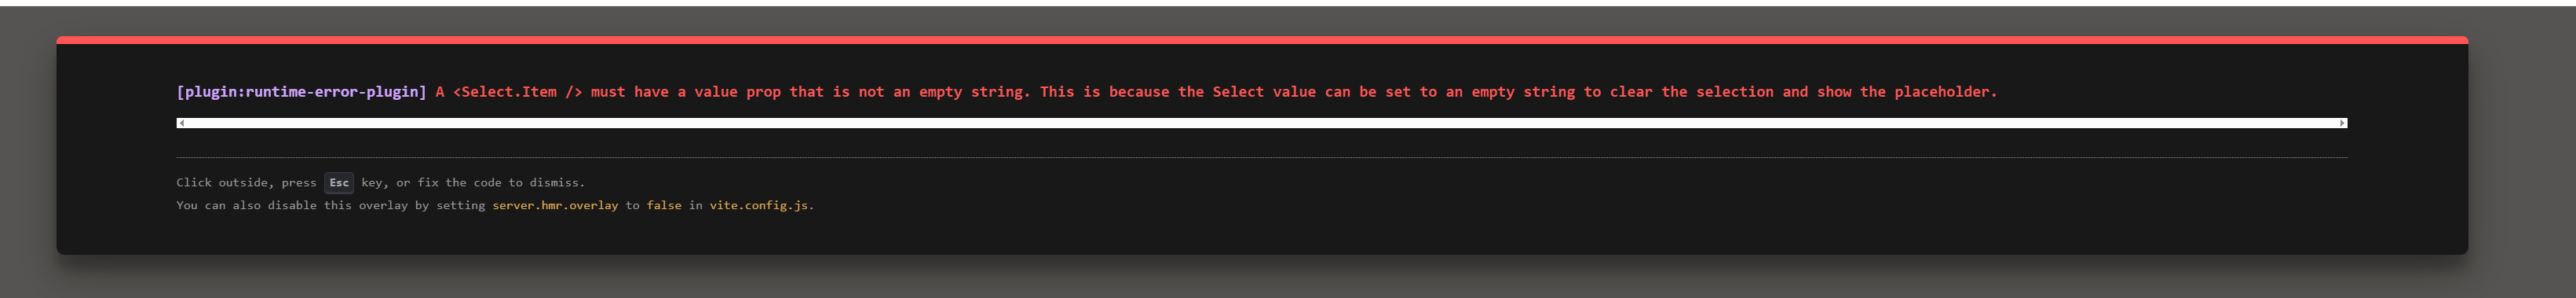 [plugin:runtime-error-plugin] A <Select.Item /> must have a value prop that is not an empty string. This is because the Select value can be set to an empty string to clear the selection and show the placeholder.
Click outside, press Esc key, or fix the code to dismiss.
You can also disable this overlay by setting server.hmr.overlay to false in vite.config.js.